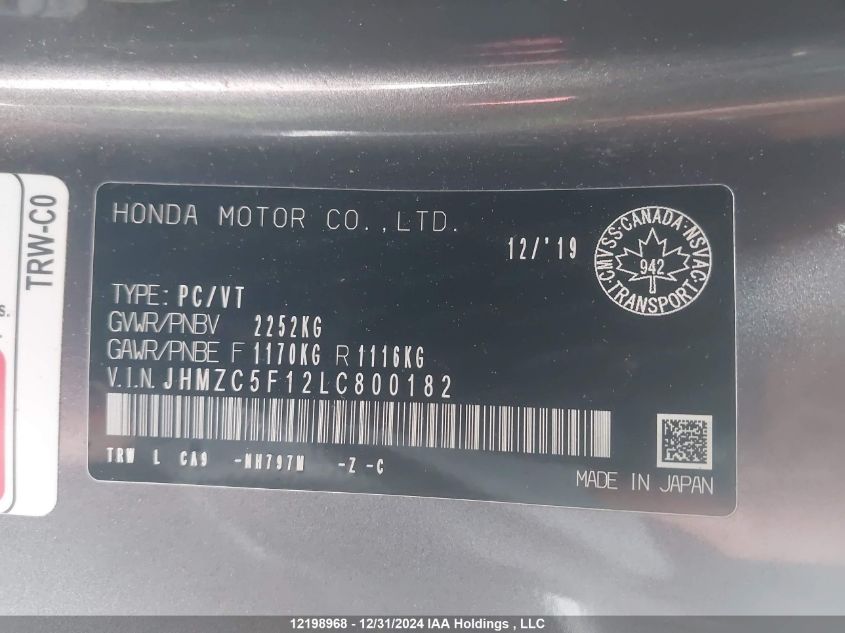 TRW-C0
s.
HONDA MOTOR CO.,LTD.
12/'19
CMVSS·CANADA·NSVAC·TRANSPORT·
942
TYPE: PC/VT
GVWR/PNBV 2252KG
GAWR/PNBE F 1170KG R 1116KG
V.I.N. JHMZC5F12LC800182
TRW L CA9 -NH797M -Z -C
MADE IN JAPAN
12198968 - 12/31/2024 IAA Holdings , LLC